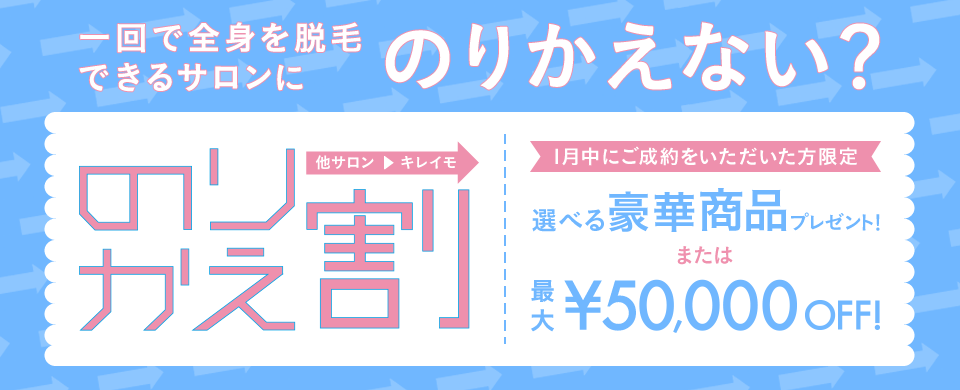 一回で全身を脱毛
できるサロンに
のりかえない?
のり
かえ
割
他サロン ▶ キレイモ
1月中にご成約をいただいた方限定
選べる豪華商品プレゼント!
または
最大 ¥50,000 OFF!